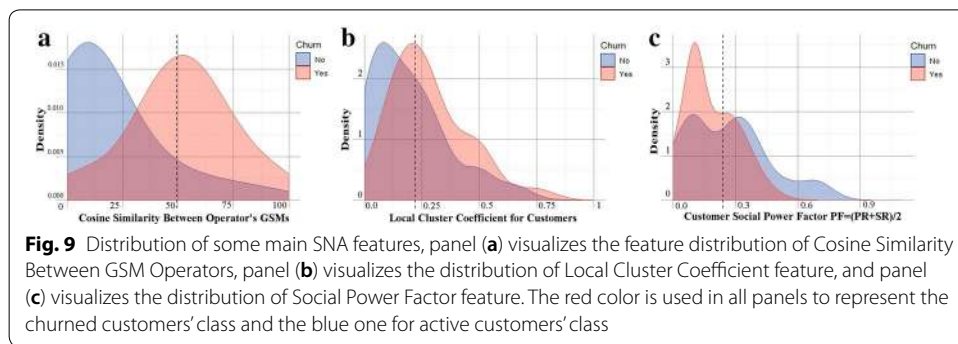 a
b
c
Churn
No
Yes
Churn
No
Yes
Churn
No
Yes
Density
0.015
0.010
0.005
0.000
0
25
50
75
100
Cosine Similarity Between Operator's GSMs
Density
2
1
0
0.0
0.25
0.5
0.75
1
Local Cluster Coefficient for Customers
Density
3
2
1
0
0.0
0.3
0.6
0.9
Customer Social Power Factor PF=(PR+SR)/2
Fig. 9 Distribution of some main SNA features, panel (a) visualizes the feature distribution of Cosine Similarity
Between GSM Operators, panel (b) visualizes the distribution of Local Cluster Coefficient feature, and panel
(c) visualizes the distribution of Social Power Factor feature. The red color is used in all panels to represent the
churned customers' class and the blue one for active customers' class